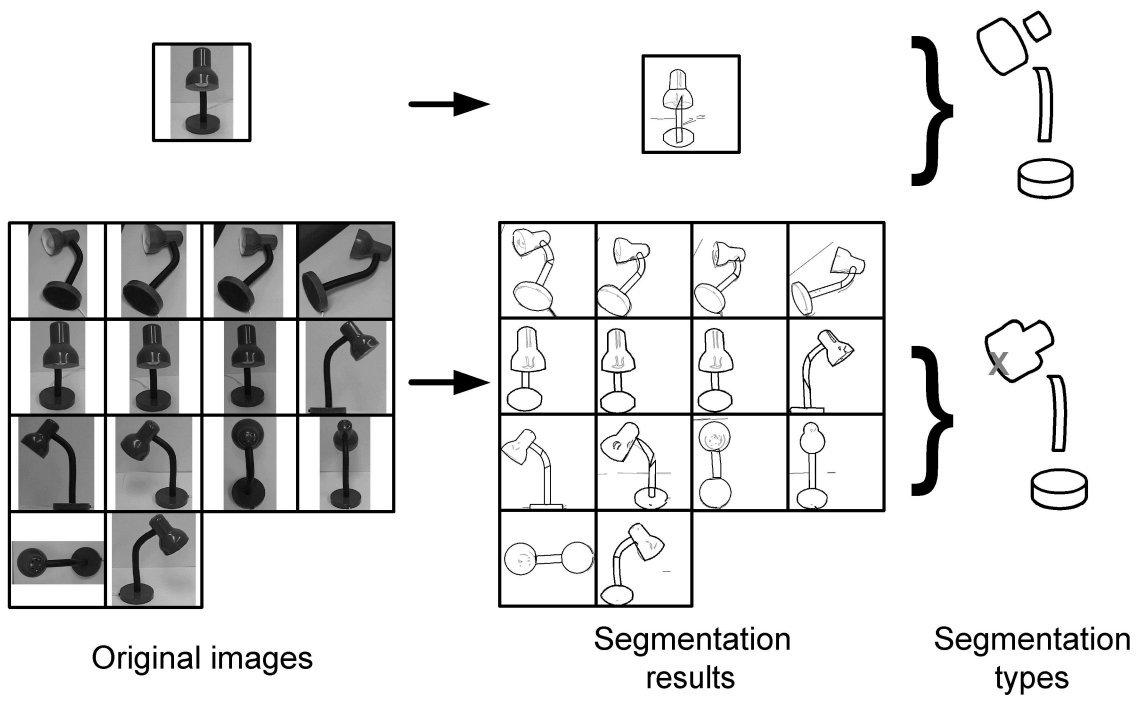 X
Original images
Segmentation
results
Segmentation
types